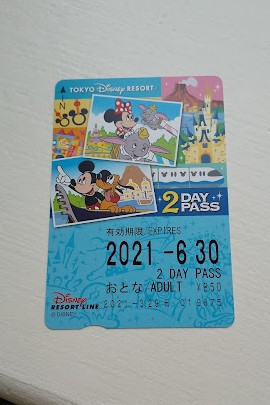 TOKYO Disney RESORT
2 DAY
PASS
有効期限 EXPIRES
2021 -6 30
2 DAY PASS
おとな/ADULT ¥850
Disney
RESORT LINE
© DISNEY